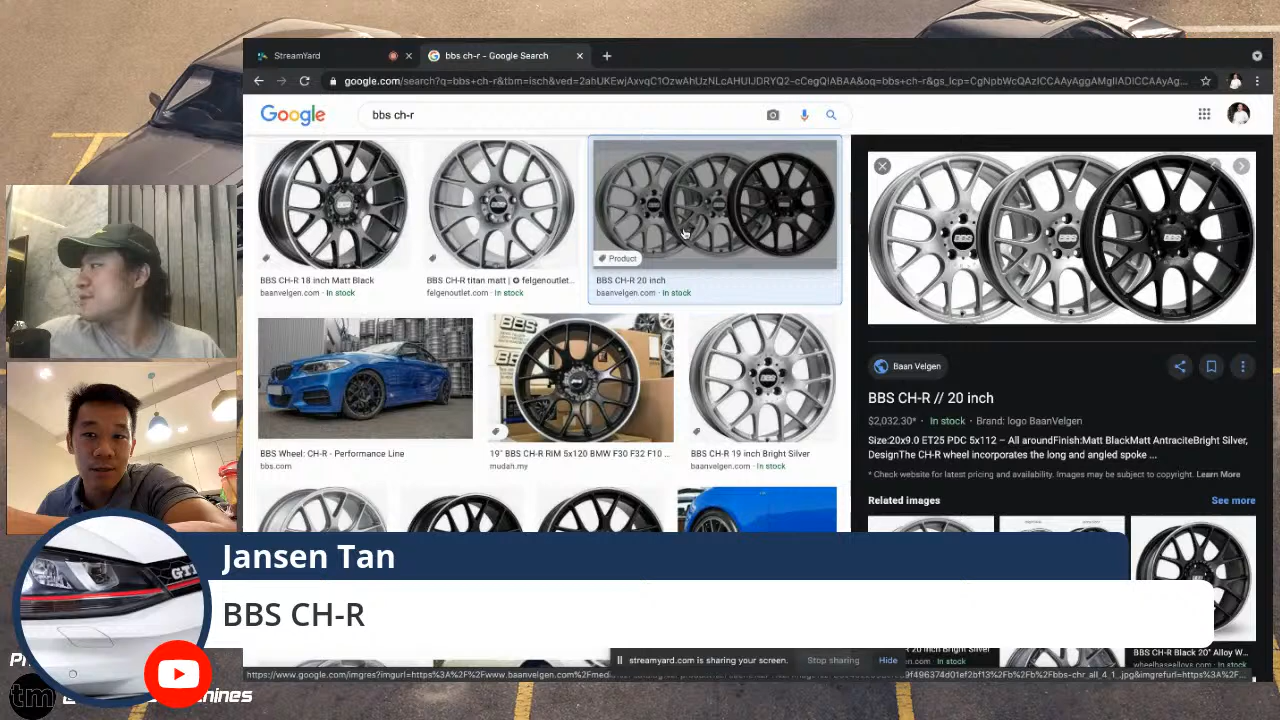 StreamYard
bbs ch-r - Google Search
Google
bbs ch-r
BBS CH-R 18 inch Matt Black
baanvelgen.com · In stock
BBS CH-R titan matt | ✪ felgenoutlet...
felgenoutlet.com · In stock
Product
BBS CH-R 20 inch
baanvelgen.com · In stock
BBS Wheel: CH-R - Performance Line
bbs.com
BBS
19" BBS CH-R RIM 5x120 BMW F30 F32 F10 ...
mudah.my
BBS CH-R 19 inch Bright Silver
baanvelgen.com · In stock
Baan Velgen
BBS CH-R // 20 inch
$2,032.30* · In stock · Brand: logo BaanVelgen
Size:20x9.0 ET25 PDC 5x112 – All aroundFinish:Matt BlackMatt AntraciteBright Silver,
DesignThe CH-R wheel incorporates the long and angled spoke ...
* Check website for latest pricing and availability. Images may be subject to copyright. Learn More
Related images
See more
BBS CH-R Black 20" Alloy W...
GTI
Jansen Tan
BBS CH-R
streamyard.com is sharing your screen.
Stop sharing
Hide
tm